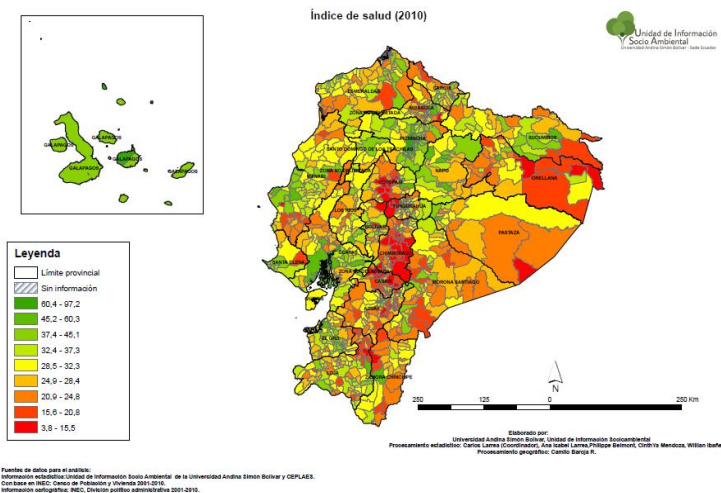 Índice de salud (2010)
Unidad de Información
Socio Ambiental
Universidad Andina Simón Bolívar - Sede Ecuador
GALAPAGOS
GALAPAGOS
GALAPAGOS
GALAPAGOS
GALAPAGOS
ESMERALDAS
CARCHI
IMBABURA
SUCUMBIOS
PICHINCHA
SANTO DOMINGO DE LOS TSACHILAS
MANABI
NAPO
ORELLANA
COTOPAXI
TUNGURAHUA
LOS RIOS
BOLIVAR
PASTAZA
GUAYAS
SANTA ELENA
CHIMBORAZO
CAÑAR
MORONA SANTIAGO
AZUAY
EL ORO
LOJA
ZAMORA CHINCHIPE
Leyenda
Límite provincial
Sin información
60,4 - 97,2
45,2 - 60,3
37,4 - 45,1
32,4 - 37,3
28,5 - 32,3
24,9 - 28,4
20,9 - 24,8
15,6 - 20,8
3,8 - 15,5
N
250 125 0 250 Km
Elaborado por:
Universidad Andina Simón Bolívar, Unidad de Información Socioambiental
Procesamiento estadístico: Carlos Larrea (Coordinador), Ana Isabel Larrea, Philippe Belmont, Cinthya Mendoza, Willian Ibañe
Procesamiento geográfico: Camilo Baroja R.
Fuentes de datos para el análisis:
Información estadística: Unidad de Información Socio Ambiental de la Universidad Andina Simón Bolívar y CEPLAES.
Con base en INEC: Censo de Población y Vivienda 2001-2010.
Información cartográfica: INEC, División político administrativa 2001-2010.